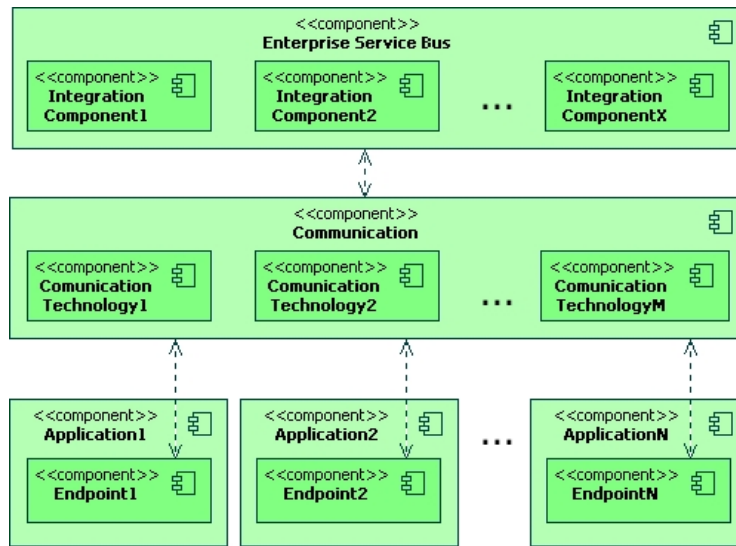 <<component>>
Enterprise Service Bus
<<component>>
Integration
Component1
<<component>>
Integration
Component2
...
<<component>>
Integration
ComponentX
<<component>>
Communication
<<component>>
Comunication
Technology1
<<component>>
Comunication
Technology2
...
<<component>>
Comunication
TechnologyM
<<component>>
Application1
<<component>>
Endpoint1
<<component>>
Application2
<<component>>
Endpoint2
...
<<component>>
ApplicationN
<<component>>
EndpointN